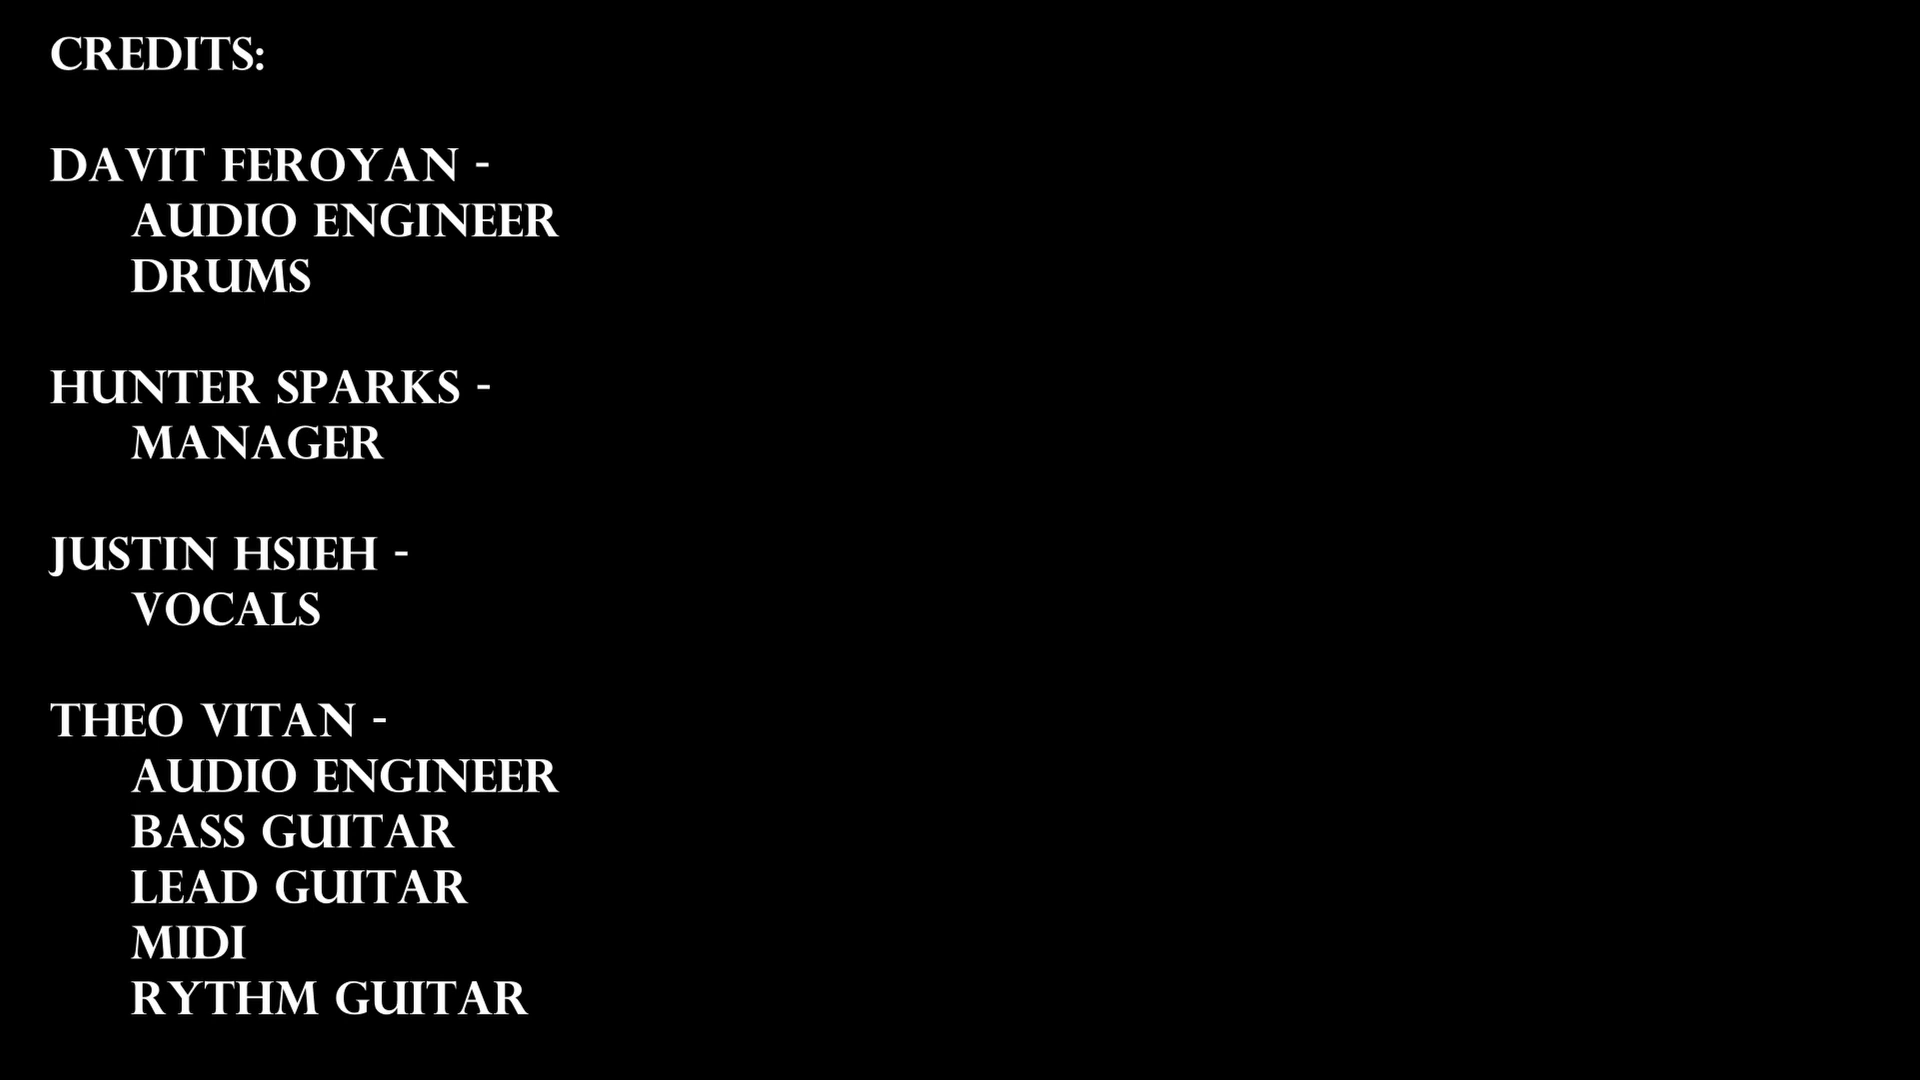 CREDITS:
DAVIT FEROYAN -
AUDIO ENGINEER
DRUMS
HUNTER SPARKS -
MANAGER
JUSTIN HSIEH -
VOCALS
THEO VITAN -
AUDIO ENGINEER
BASS GUITAR
LEAD GUITAR
MIDI
RYTHM GUITAR